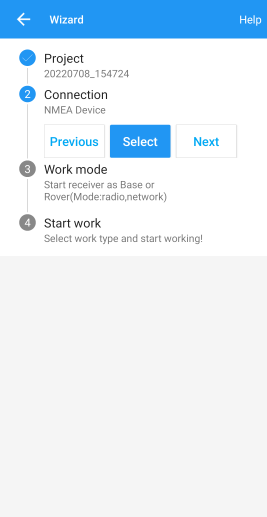 Wizard
Help
Project
20220708_154724
2
Connection
NMEA Device
Previous
Select
Next
3
Work mode
Start receiver as Base or
Rover(Mode:radio,network)
4
Start work
Select work type and start working!